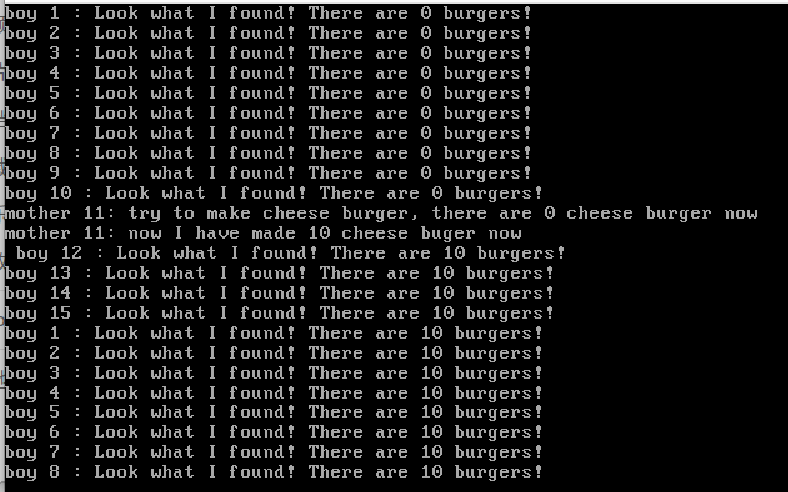 boy 1 : Look what I found! There are 0 burgers!
boy 2 : Look what I found! There are 0 burgers!
boy 3 : Look what I found! There are 0 burgers!
boy 4 : Look what I found! There are 0 burgers!
boy 5 : Look what I found! There are 0 burgers!
boy 6 : Look what I found! There are 0 burgers!
boy 7 : Look what I found! There are 0 burgers!
boy 8 : Look what I found! There are 0 burgers!
boy 9 : Look what I found! There are 0 burgers!
boy 10 : Look what I found! There are 0 burgers!
mother 11: try to make cheese burger, there are 0 cheese burger now
mother 11: now I have made 10 cheese buger now
 boy 12 : Look what I found! There are 10 burgers!
boy 13 : Look what I found! There are 10 burgers!
boy 14 : Look what I found! There are 10 burgers!
boy 15 : Look what I found! There are 10 burgers!
boy 1 : Look what I found! There are 10 burgers!
boy 2 : Look what I found! There are 10 burgers!
boy 3 : Look what I found! There are 10 burgers!
boy 4 : Look what I found! There are 10 burgers!
boy 5 : Look what I found! There are 10 burgers!
boy 6 : Look what I found! There are 10 burgers!
boy 7 : Look what I found! There are 10 burgers!
boy 8 : Look what I found! There are 10 burgers!